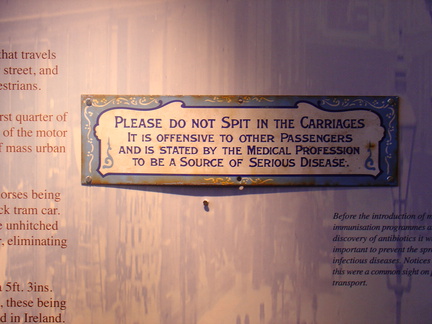 that travels
street, and
estrians.
rst quarter of
of the motor
f mass urban
orses being
ck tram car.
e unhitched
r, eliminating
a 5ft. 3ins.
, these being
d in Ireland.
PLEASE DO NOT SPIT IN THE CARRIAGES
IT IS OFFENSIVE TO OTHER PASSENGERS
AND IS STATED BY THE MEDICAL PROFESSION
TO BE A SOURCE OF SERIOUS DISEASE.
Before the introduction of m
immunisation programmes a
discovery of antibiotics it w
important to prevent the spr
infectious diseases. Notices
this were a common sight on p
transport.